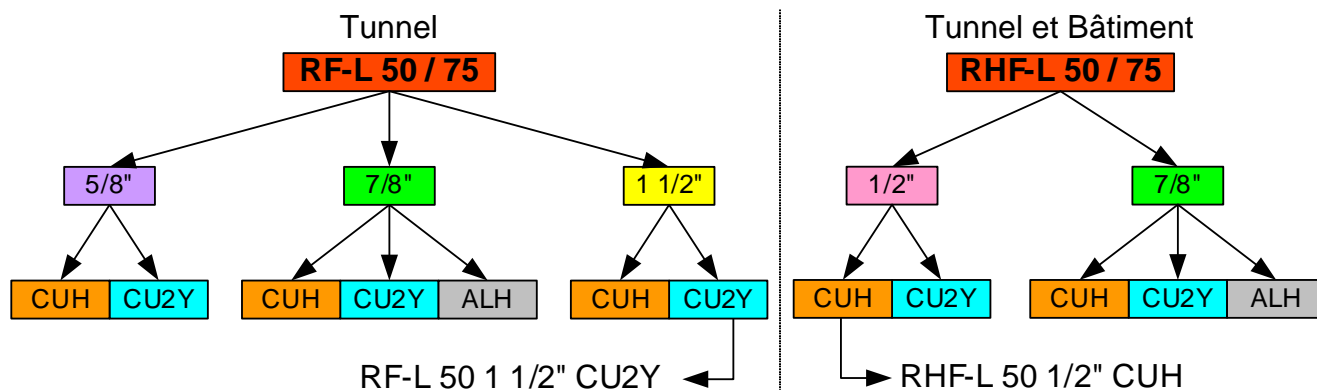 Tunnel
RF-L 50 / 75
5/8" 7/8" 1 1/2"
CUH CU2Y CUH CU2Y ALH CUH CU2Y
RF-L 50 1 1/2" CU2Y
Tunnel et Bâtiment
RHF-L 50 / 75
1/2" 7/8"
CUH CU2Y CUH CU2Y ALH
RHF-L 50 1/2" CUH